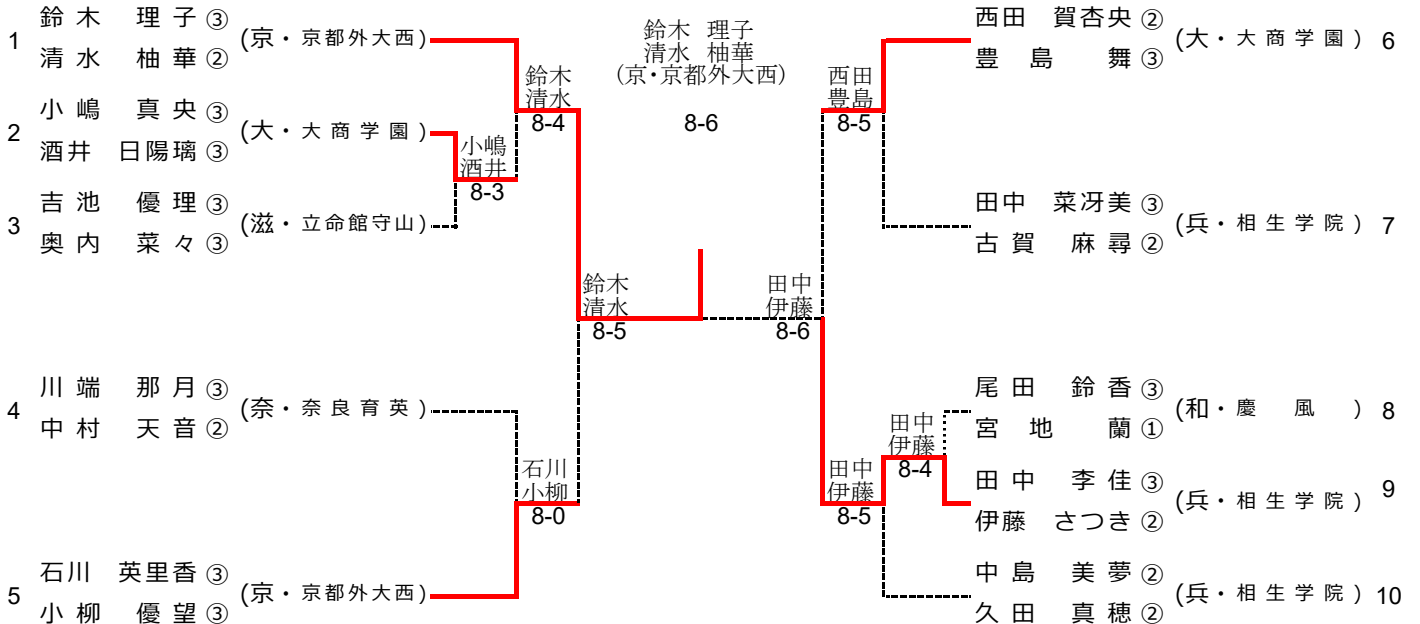 1 鈴木 理子 ③ (京・京都外大西)
清水 柚華 ②
2 小嶋 真央 ③ (大・大商学園)
酒井 日陽璃 ③
3 吉池 優理 ③ (滋・立命館守山)
奥内 菜々 ③
4 川端 那月 ③ (奈・奈良育英)
中村 天音 ②
5 石川 英里香 ③ (京・京都外大西)
小柳 優望 ③
鈴木
清水
8-4
小嶋
酒井
8-3
鈴木
清水
8-5
石川
小柳
8-0
鈴木 理子
清水 柚華
(京・京都外大西)
8-6
西田
豊島
8-5
田中
伊藤
8-6
田中
伊藤
8-4
田中
伊藤
8-5
西田 賀杏央 ② (大・大商学園) 6
豊島 舞 ③
田中 菜冴美 ③ (兵・相生学院) 7
古賀 麻尋 ②
尾田 鈴香 ③ (和・慶風) 8
宮地 蘭 ①
田中 李佳 ③ (兵・相生学院) 9
伊藤 さつき ②
中島 美夢 ② (兵・相生学院) 10
久田 真穂 ②